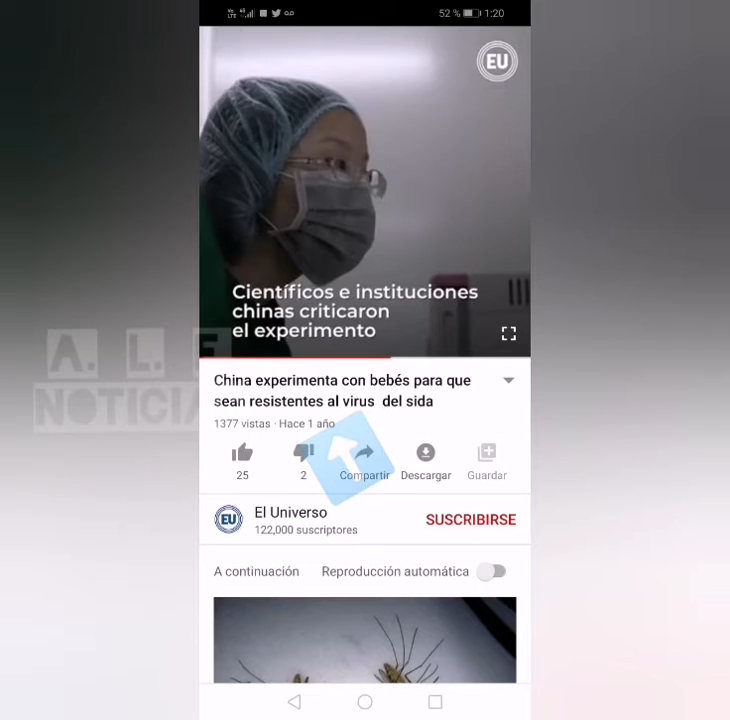 52 % 1:20
EU
Científicos e instituciones
chinas criticaron
el experimento
China experimenta con bebés para que
sean resistentes al virus del sida
1377 vistas · Hace 1 año
25
2
Compartir
Descargar
Guardar
EU
El Universo
122,000 suscriptores
SUSCRIBIRSE
A continuación
Reproducción automática
A. L. F
NOTICIA